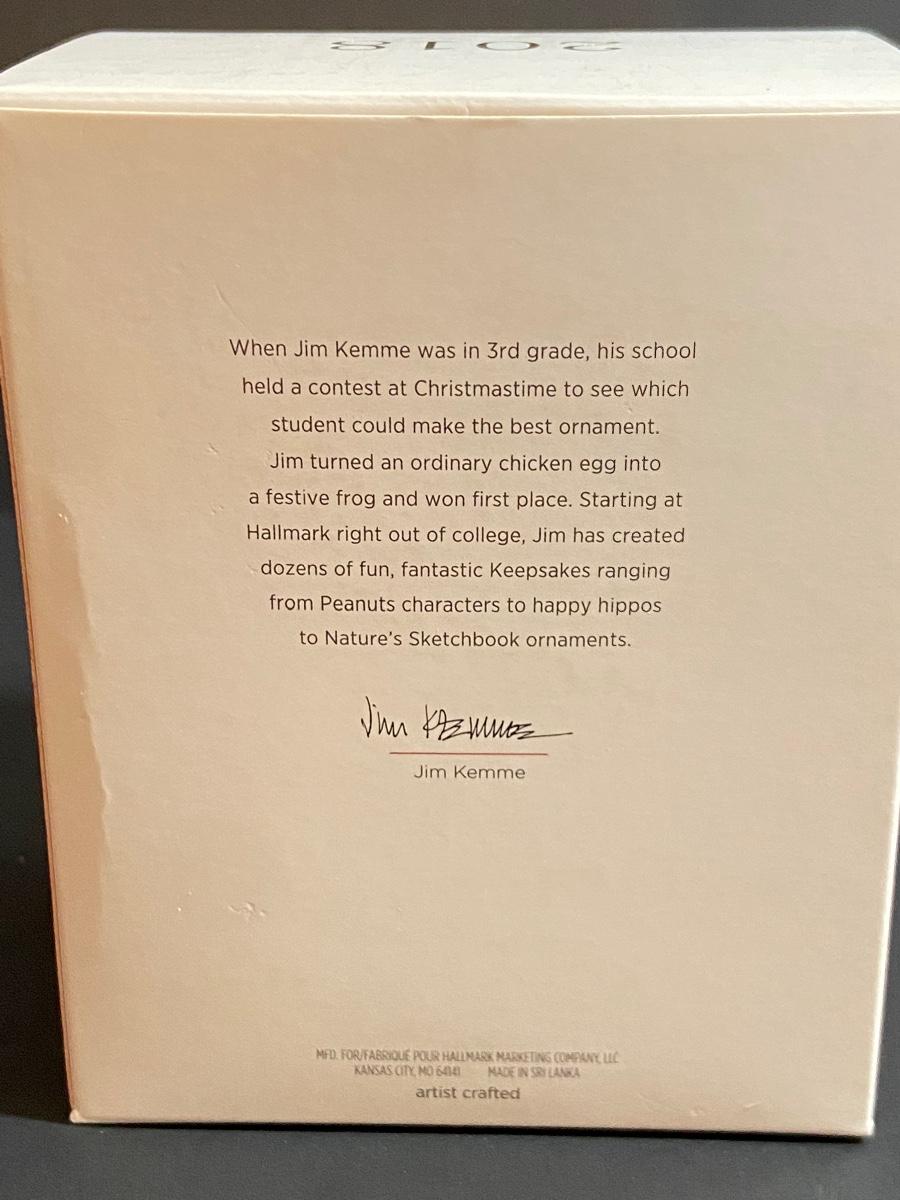 2018
When Jim Kemme was in 3rd grade, his school
held a contest at Christmastime to see which
student could make the best ornament.
Jim turned an ordinary chicken egg into
a festive frog and won first place. Starting at
Hallmark right out of college, Jim has created
dozens of fun, fantastic Keepsakes ranging
from Peanuts characters to happy hippos
to Nature's Sketchbook ornaments.
Jim Kemme
Jim Kemme
MFD. FOR/FABRIQUÉ POUR HALLMARK MARKETING COMPANY, LLC
KANSAS CITY, MO 64141 MADE IN SRI LANKA
artist crafted